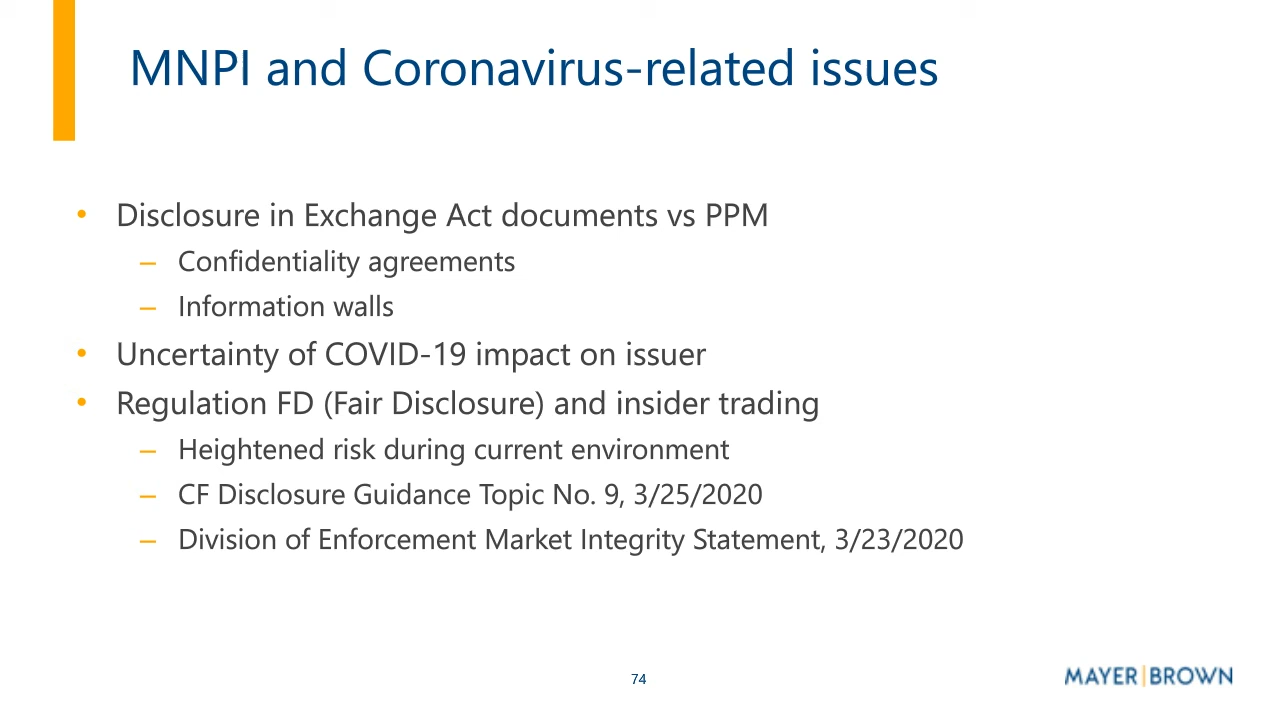 MNPI and Coronavirus-related issues
• Disclosure in Exchange Act documents vs PPM
– Confidentiality agreements
– Information walls
• Uncertainty of COVID-19 impact on issuer
• Regulation FD (Fair Disclosure) and insider trading
– Heightened risk during current environment
– CF Disclosure Guidance Topic No. 9, 3/25/2020
– Division of Enforcement Market Integrity Statement, 3/23/2020
74
MAYER|BROWN